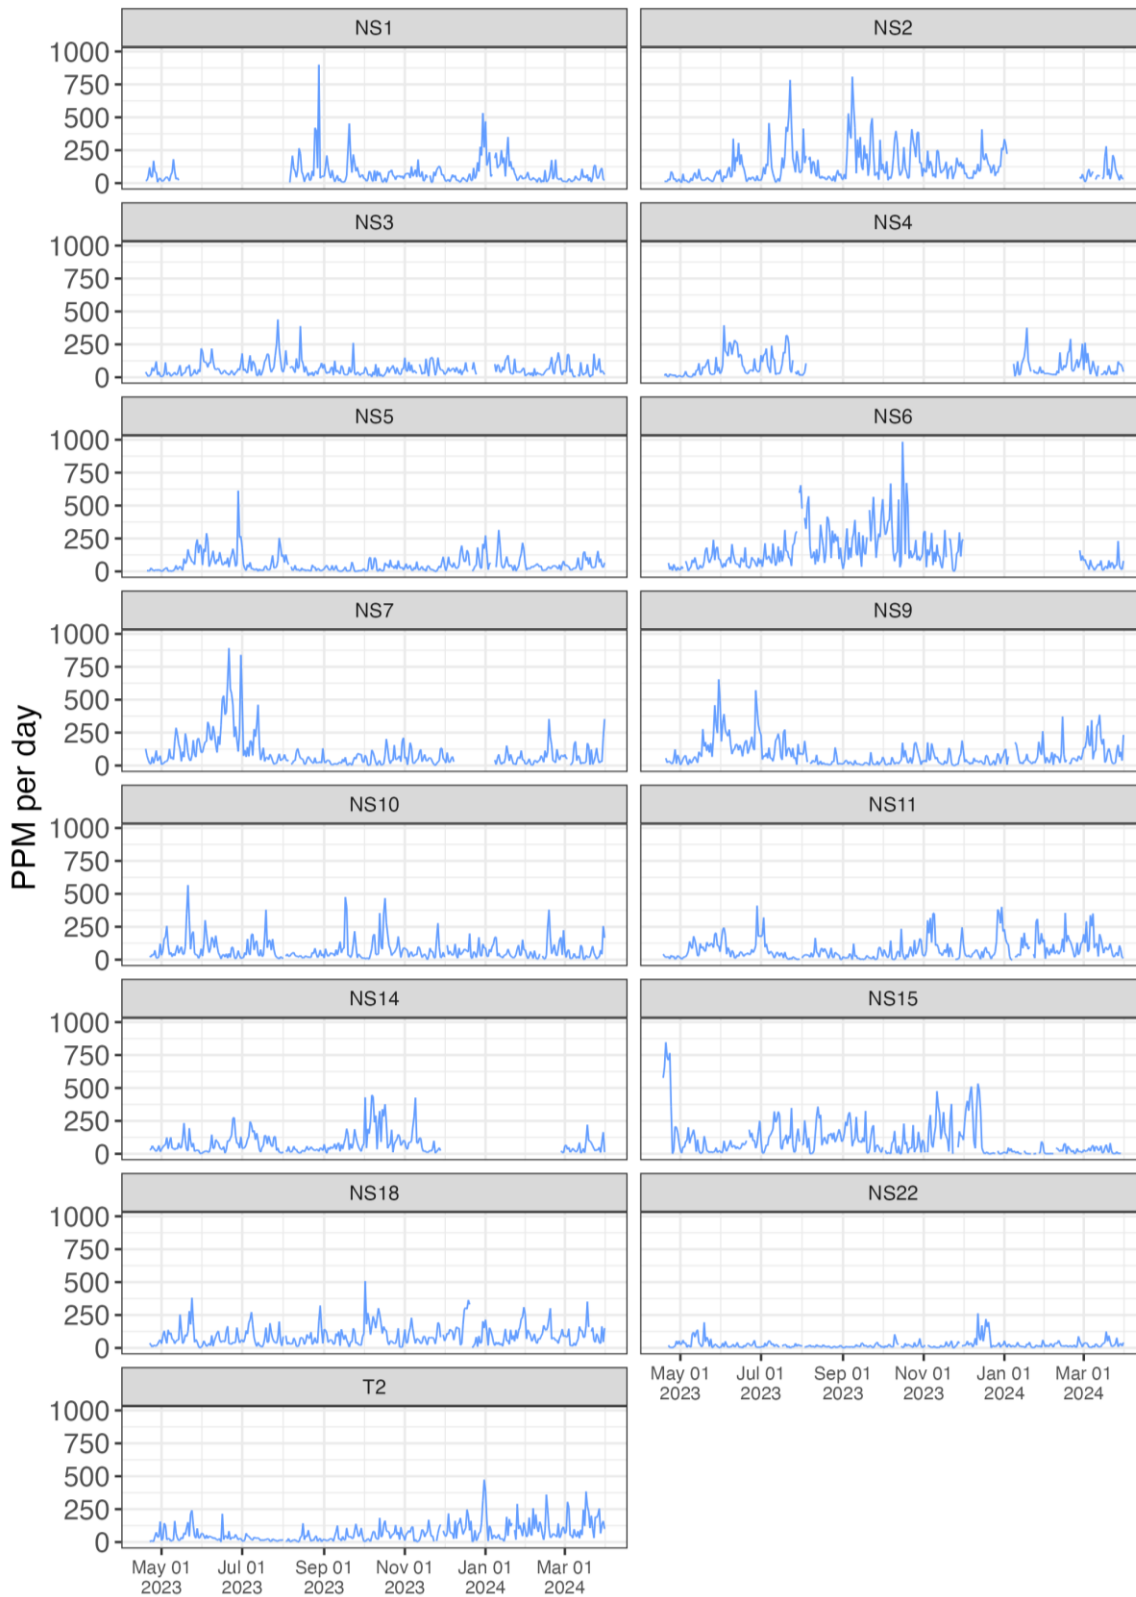 NS1
NS2
1000
750
500
250
0
NS3
NS4
1000
750
500
250
0
NS5
NS6
1000
750
500
250
0
NS7
NS9
1000
750
500
250
0
PPM per day
NS10
NS11
1000
750
500
250
0
NS14
NS15
1000
750
500
250
0
NS18
NS22
1000
750
500
250
0
May 01 2023
Jul 01 2023
Sep 01 2023
Nov 01 2023
Jan 01 2024
Mar 01 2024
T2
1000
750
500
250
0
May 01 2023
Jul 01 2023
Sep 01 2023
Nov 01 2023
Jan 01 2024
Mar 01 2024